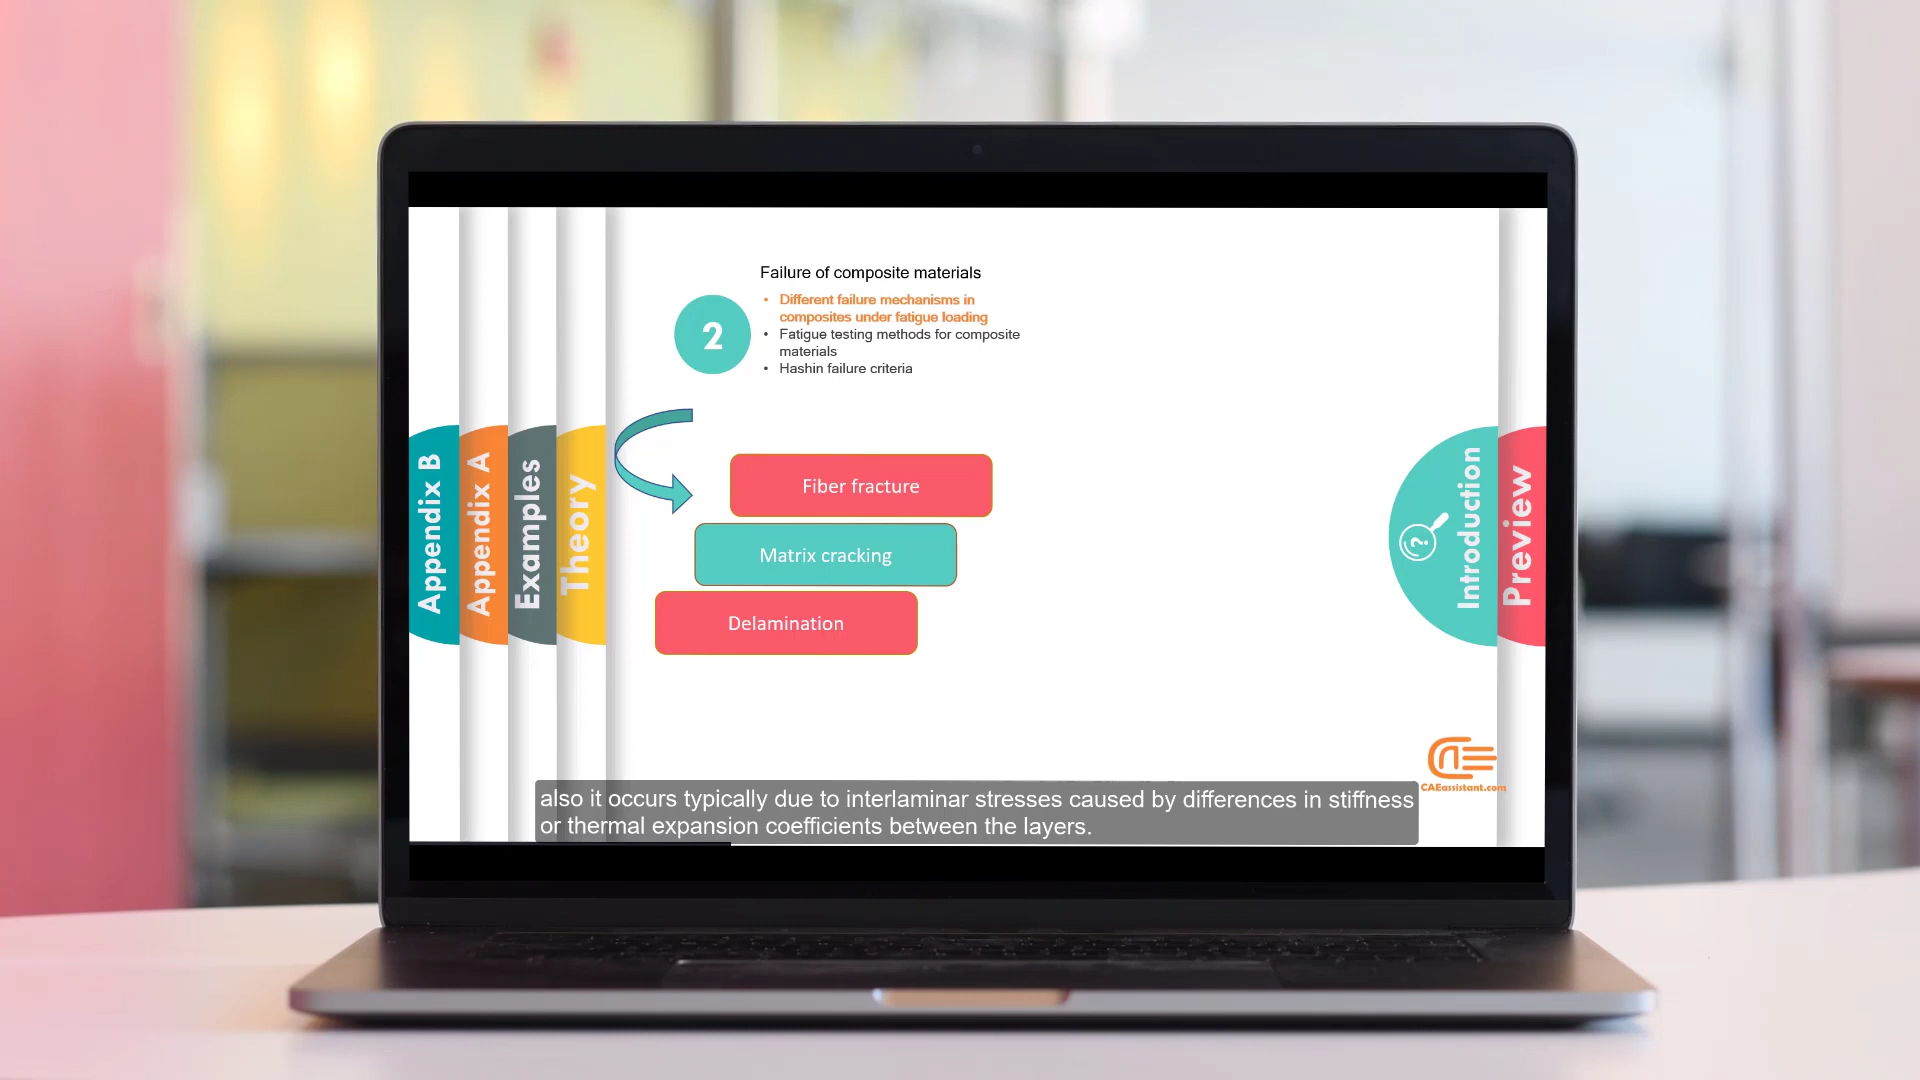 Failure of composite materials
2
• Different failure mechanisms in
composites under fatigue loading
• Fatigue testing methods for composite
materials
• Hashin failure criteria
Appendix B
Appendix A
Examples
Theory
Fiber fracture
Matrix cracking
Delamination
?
Introduction
Preview
CAEassistant.com
also it occurs typically due to interlaminar stresses caused by differences in stiffness
or thermal expansion coefficients between the layers.